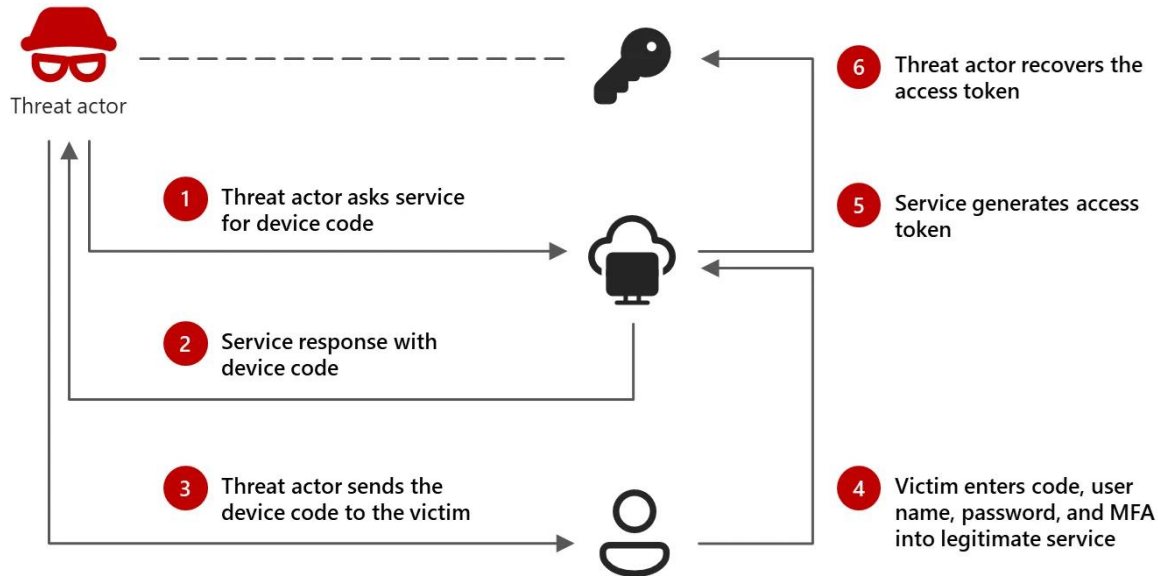 Threat actor
1
Threat actor asks service
for device code
2
Service response with
device code
3
Threat actor sends the
device code to the victim
4
Victim enters code, user
name, password, and MFA
into legitimate service
5
Service generates access
token
6
Threat actor recovers the
access token